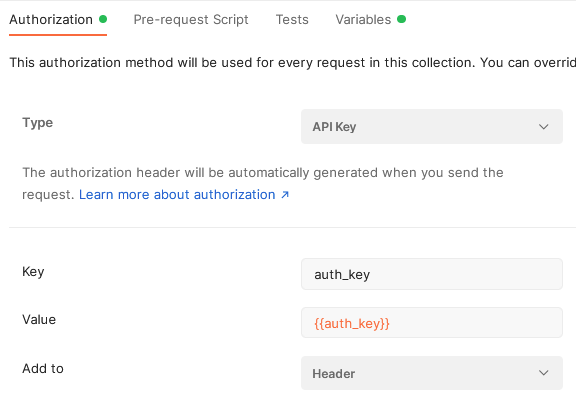 Authorization Pre-request Script Tests Variables
This authorization method will be used for every request in this collection. You can
Type API Key
The authorization header will be automatically generated when you send the
request. Learn more about authorization ↗
Key auth_key
Value {{auth_key}}
Add to Header